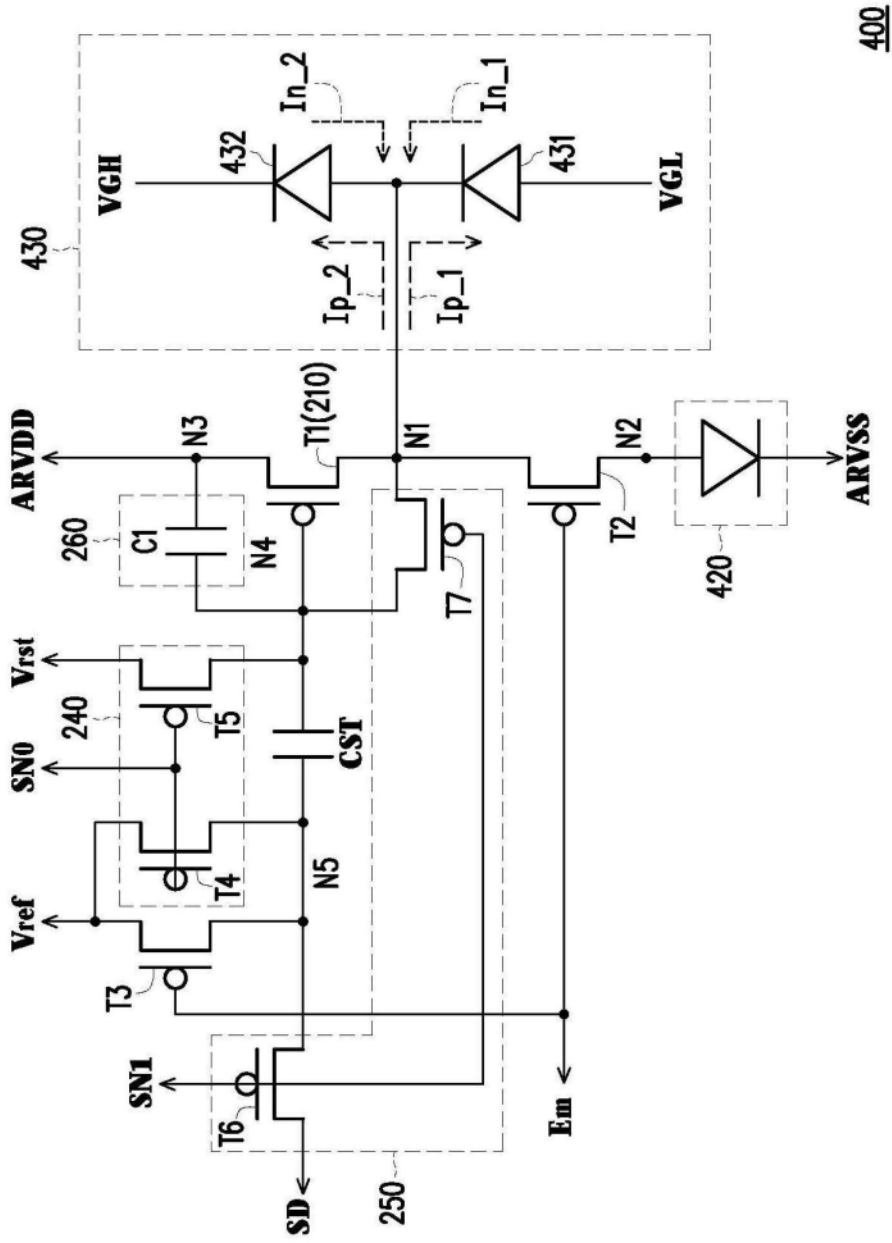 400
SN0
Vref
Vrst
ARVDD
240
260
430
VGH
C1
N3
T3
T4
T5
N4
T1(210)
432
Ip_2
In_2
SN1
N5
CST
N1
SD
T6
Ip_1
In_1
T7
431
250
Em
T2
N2
VGL
420
ARVSS